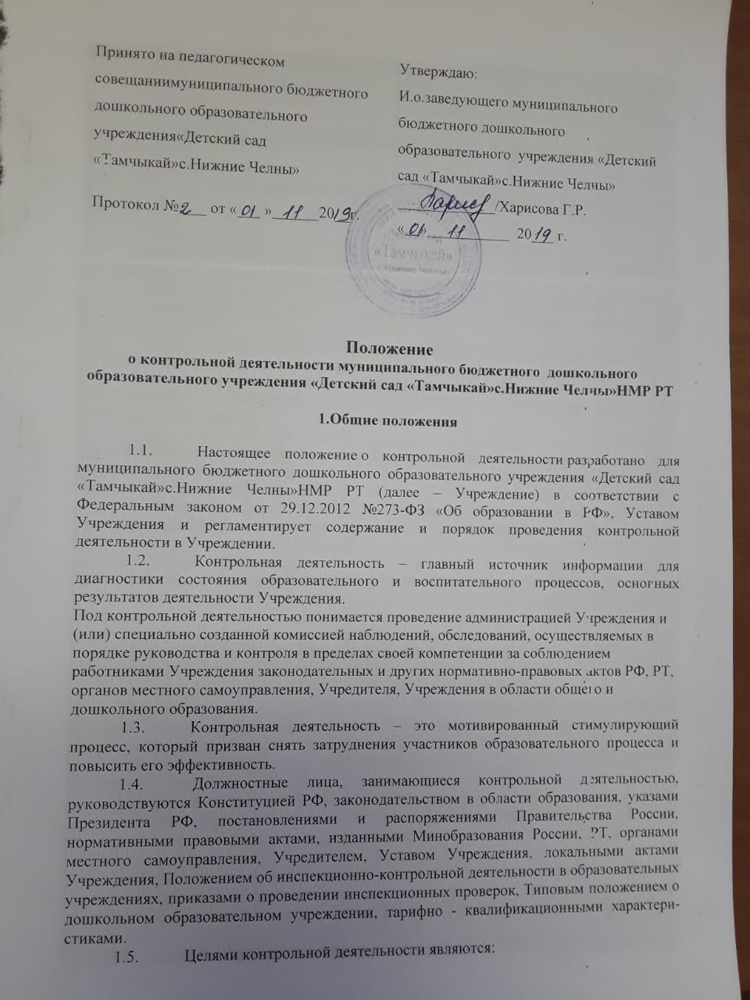 Принято на педагогическом
совещаниимуниципального бюджетного
дошкольного образовательного
учреждения«Детский сад
«Тамчыкай»с.Нижние Челны»
Протокол №2 от «01 » 11 2019г.
Утверждаю:
И.о.заведующего муниципального
бюджетного дошкольного
образовательного учреждения «Детский
сад «Тамчыкай»с.Нижние Челны»
/Харисова Г.Р.
«01» 11 2019 г.
«Тамчыкай»
с.Нижние Челны
Положение
о контрольной деятельности муниципального бюджетного дошкольного
образовательного учреждения «Детский сад «Тамчыкай»с.Нижние Челны»НМР РТ
1.Общие положения
1.1. Настоящее положение о контрольной деятельности разработано для
муниципального бюджетного дошкольного образовательного учреждения «Детский сад
«Тамчыкай»с.Нижние Челны»НМР РТ (далее – Учреждение) в соответствии с
Федеральным законом от 29.12.2012 №273-ФЗ «Об образовании в РФ», Уставом
Учреждения и регламентирует содержание и порядок проведения контрольной
деятельности в Учреждении.
1.2. Контрольная деятельность – главный источник информации для
диагностики состояния образовательного и воспитательного процессов, основных
результатов деятельности Учреждения.
Под контрольной деятельностью понимается проведение администрацией Учреждения и
(или) специально созданной комиссией наблюдений, обследований, осуществляемых в
порядке руководства и контроля в пределах своей компетенции за соблюдением
работниками Учреждения законодательных и других нормативно-правовых актов РФ, РТ,
органов местного самоуправления, Учредителя, Учреждения в области общего и
дошкольного образования.
1.3. Контрольная деятельность – это мотивированный стимулирующий
процесс, который призван снять затруднения участников образовательного процесса и
повысить его эффективность.
1.4. Должностные лица, занимающиеся контрольной деятельностью,
руководствуются Конституцией РФ, законодательством в области образования, указами
Президента РФ, постановлениями и распоряжениями Правительства России,
нормативными правовыми актами, изданными Минобразования России, РТ, органами
местного самоуправления, Учредителем, Уставом Учреждения, локальными актами
Учреждения, Положением об инспекционно-контрольной деятельности в образовательных
учреждениях, приказами о проведении инспекционных проверок, Типовым положением о
дошкольном образовательном учреждении, тарифно - квалификационными характери-
стиками.
1.5. Целями контрольной деятельности являются: